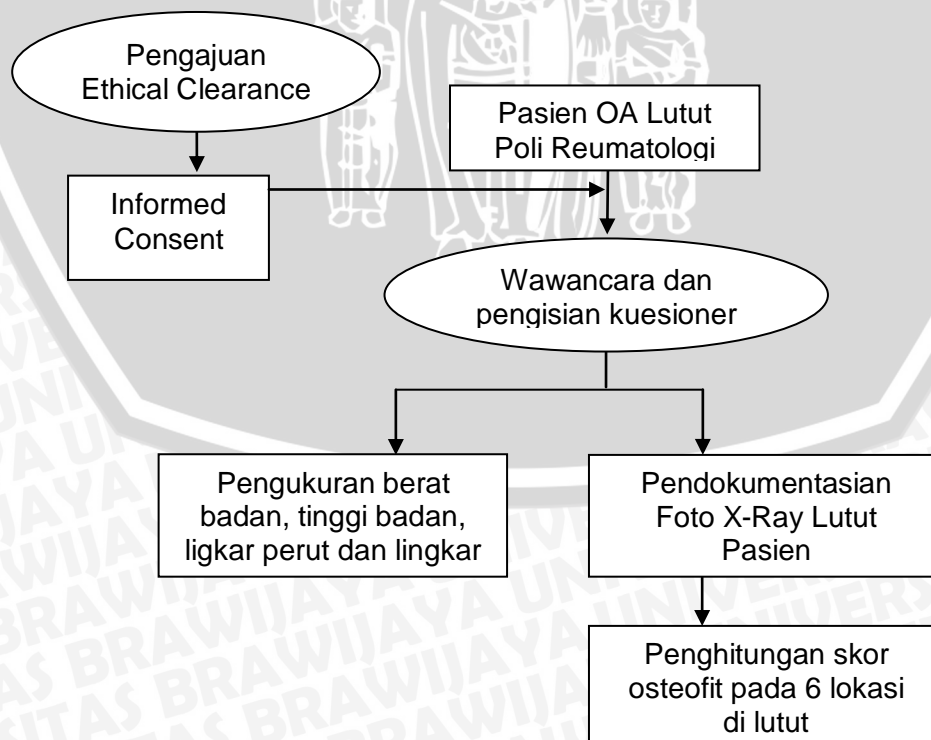 Pengajuan
Ethical Clearance
Pasien OA Lutut
Poli Reumatologi
Informed
Consent
Wawancara dan
pengisian kuesioner
Pengukuran berat
badan, tinggi badan,
ligkar perut dan lingkar
Pendokumentasian
Foto X-Ray Lutut
Pasien
Penghitungan skor
osteofit pada 6 lokasi
di lutut